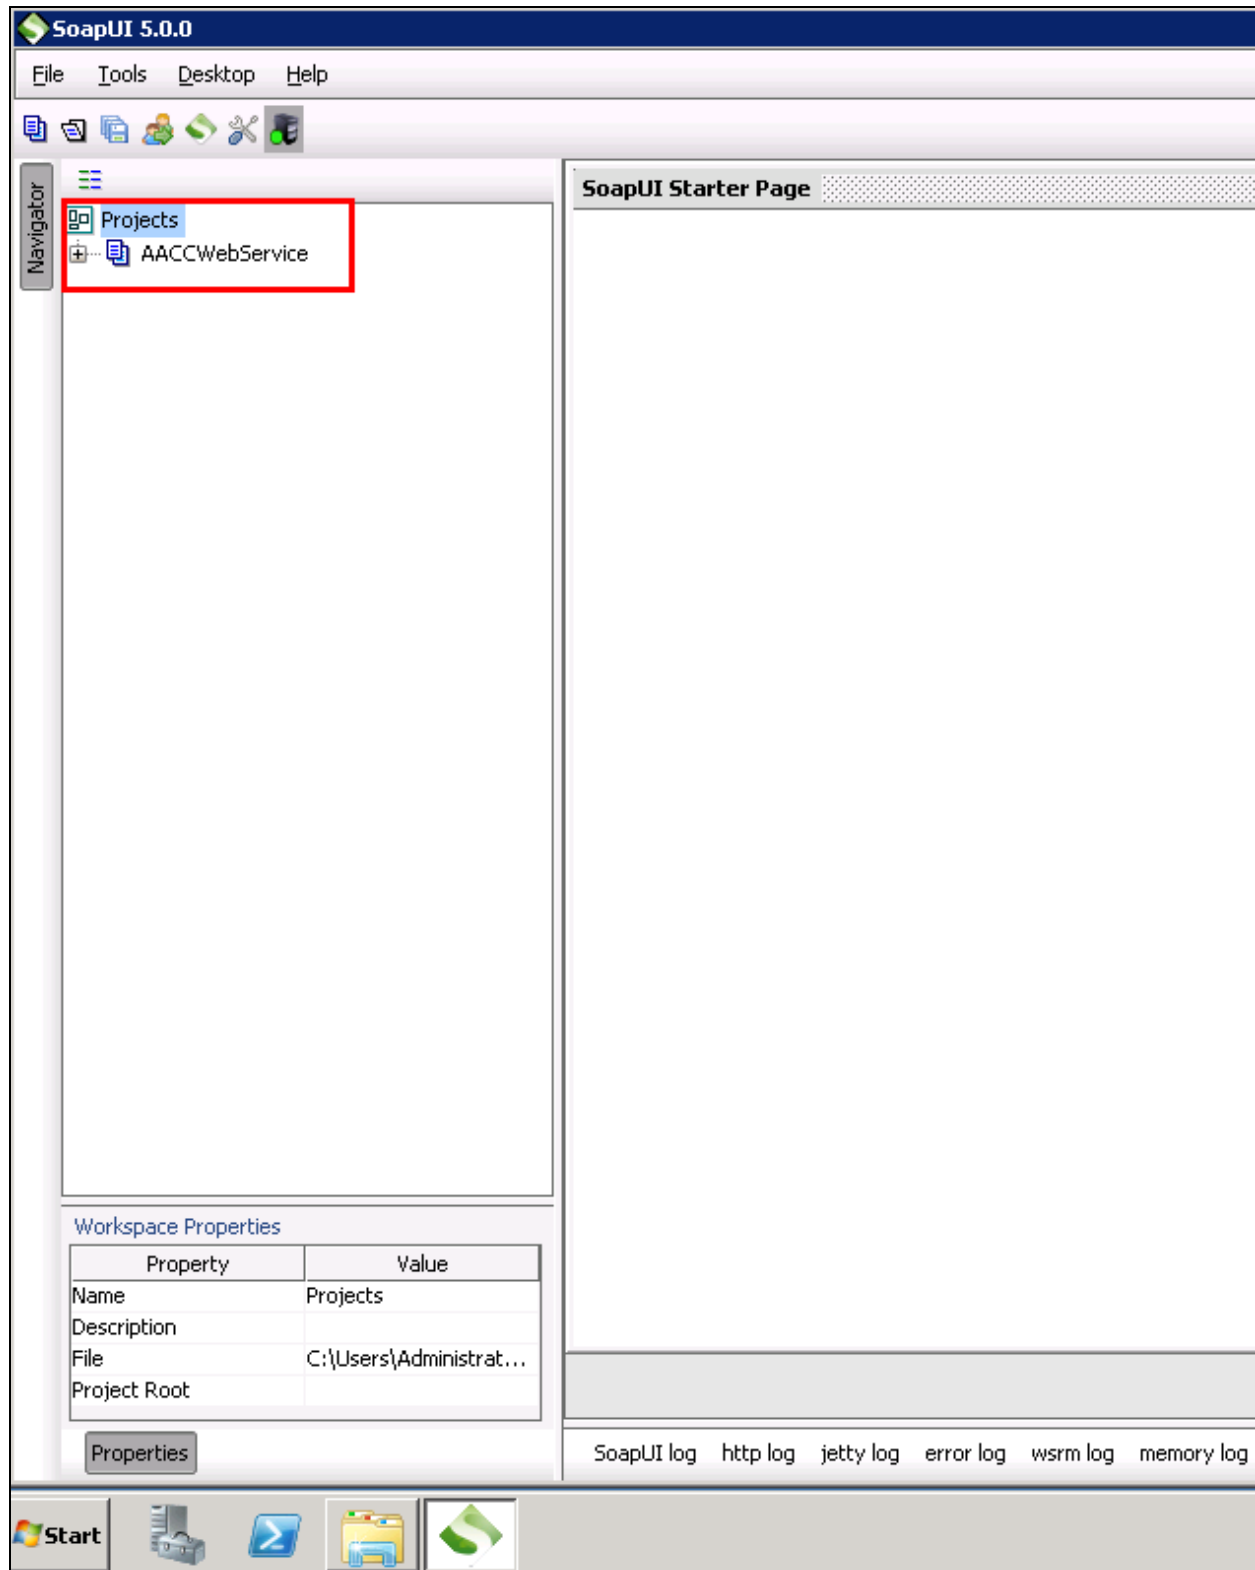 SoapUI 5.0.0
File Tools Desktop Help
Navigator
Projects
AACCWebService
SoapUI Starter Page
Workspace Properties
Property Value
Name Projects
Description
File C:\Users\Administrat...
Project Root
Properties
SoapUI log http log jetty log error log wsrm log memory log
Start